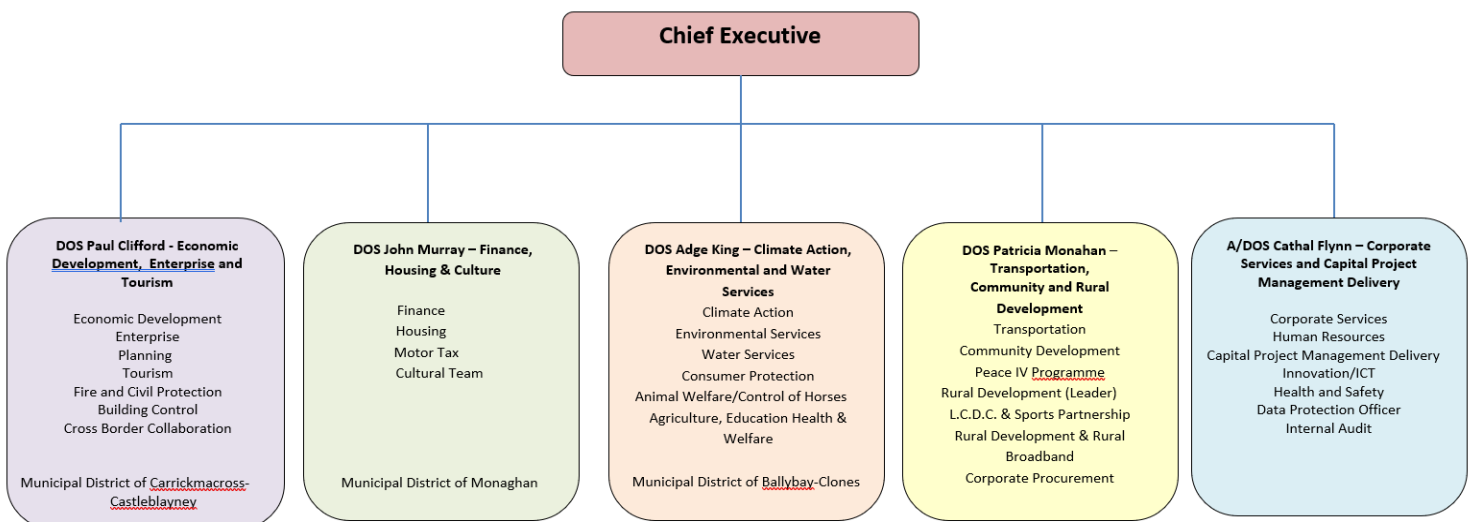 Chief Executive
DOS Paul Clifford - Economic
Development, Enterprise and
Tourism
Economic Development
Enterprise
Planning
Tourism
Fire and Civil Protection
Building Control
Cross Border Collaboration
Municipal District of Carrickmacross-
Castleblayney
DOS John Murray – Finance,
Housing & Culture
Finance
Housing
Motor Tax
Cultural Team
Municipal District of Monaghan
DOS Adge King – Climate Action,
Environmental and Water
Services
Climate Action
Environmental Services
Water Services
Consumer Protection
Animal Welfare/Control of Horses
Agriculture, Education Health &
Welfare
Municipal District of Ballybay-Clones
DOS Patricia Monahan –
Transportation,
Community and Rural
Development
Transportation
Community Development
Peace IV Programme
Rural Development (Leader)
L.C.D.C. & Sports Partnership
Rural Development & Rural
Broadband
Corporate Procurement
A/DOS Cathal Flynn – Corporate
Services and Capital Project
Management Delivery
Corporate Services
Human Resources
Capital Project Management Delivery
Innovation/ICT
Health and Safety
Data Protection Officer
Internal Audit